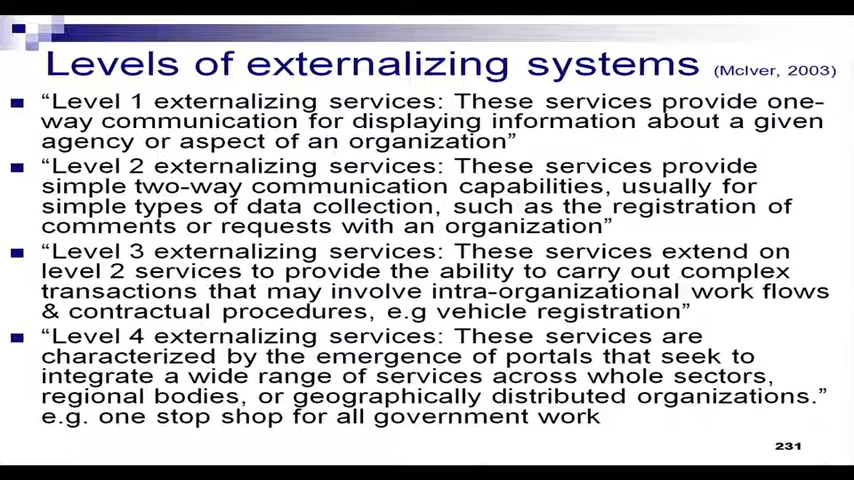 Levels of externalizing systems (McIver, 2003)
"Level 1 externalizing services: These services provide one-
way communication for displaying information about a given
agency or aspect of an organization"
"Level 2 externalizing services: These services provide
simple two-way communication capabilities, usually for
simple types of data collection, such as the registration of
comments or requests with an organization"
"Level 3 externalizing services: These services extend on
level 2 services to provide the ability to carry out complex
transactions that may involve intra-organizational work flows
& contractual procedures, e.g vehicle registration"
"Level 4 externalizing services: These services are
characterized by the emergence of portals that seek to
integrate a wide range of services across whole sectors,
regional bodies, or geographically distributed organizations."
e.g. one stop shop for all government work
231